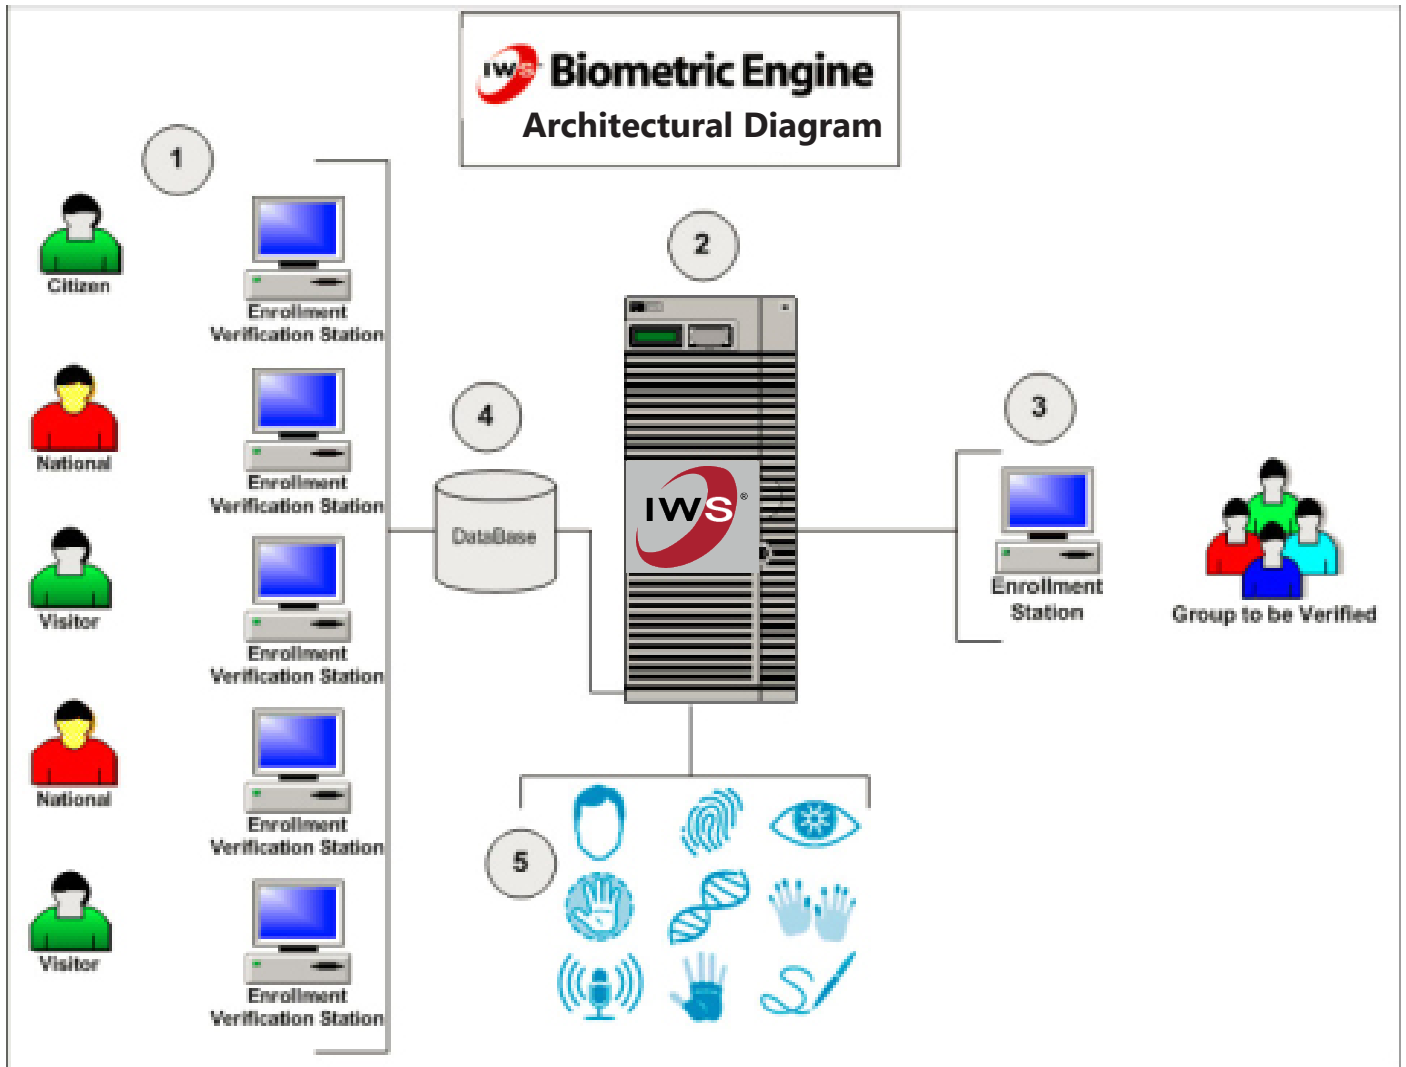 IWS Biometric Engine
Architectural Diagram
1
Citizen
Enrollment
Verification Station
National
Enrollment
Verification Station
Visitor
Enrollment
Verification Station
National
Enrollment
Verification Station
Visitor
Enrollment
Verification Station
4
DataBase
2
IWS®
3
Enrollment
Station
Group to be Verified
5